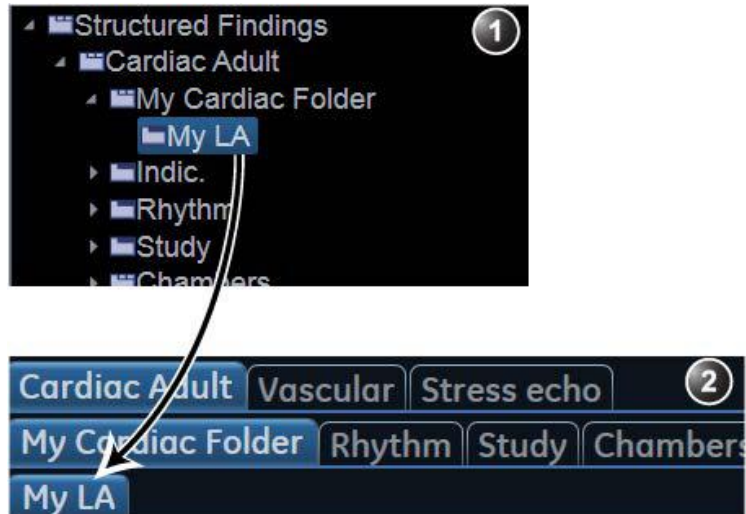 Structured Findings 1
Cardiac Adult
My Cardiac Folder
My LA
Indic.
Rhythm
Study
Chambers
Cardiac Adult Vascular Stress echo 2
My Cardiac Folder Rhythm Study Chambers
My LA